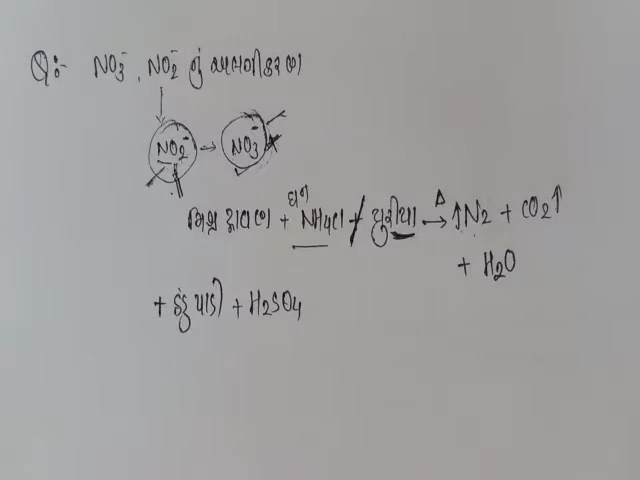 Q:- NO3⁻, NO2⁻ નું અલગીકરણ
NO2⁻ → NO3⁻
મિશ્ર દ્રાવણ + ઘન NH4Cl / યુરીયા —Δ→ ↑N2 + CO2↑
+ H2O
+ ઠંડુ પાડી + H2SO4